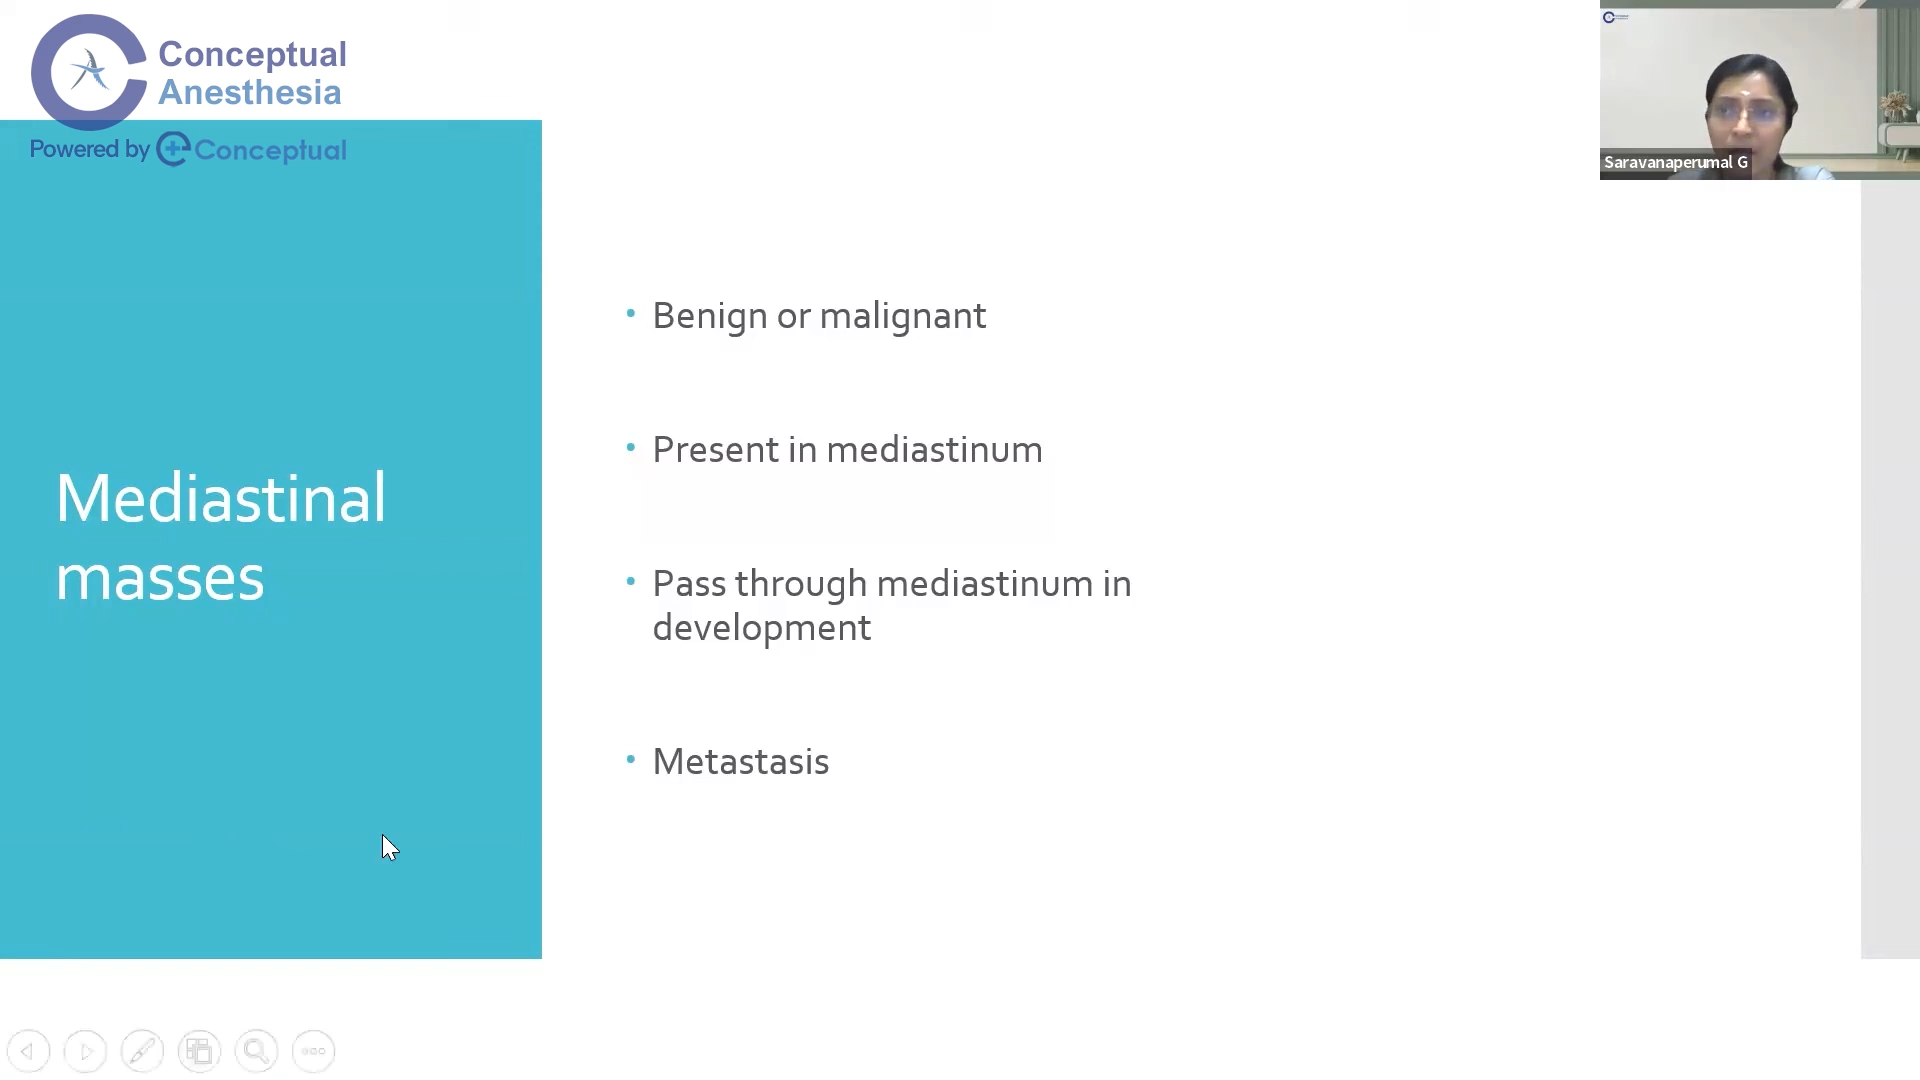 Conceptual
Anesthesia
Powered by Conceptual
Saravanaperumal G
Mediastinal
masses
• Benign or malignant
• Present in mediastinum
• Pass through mediastinum in
development
• Metastasis